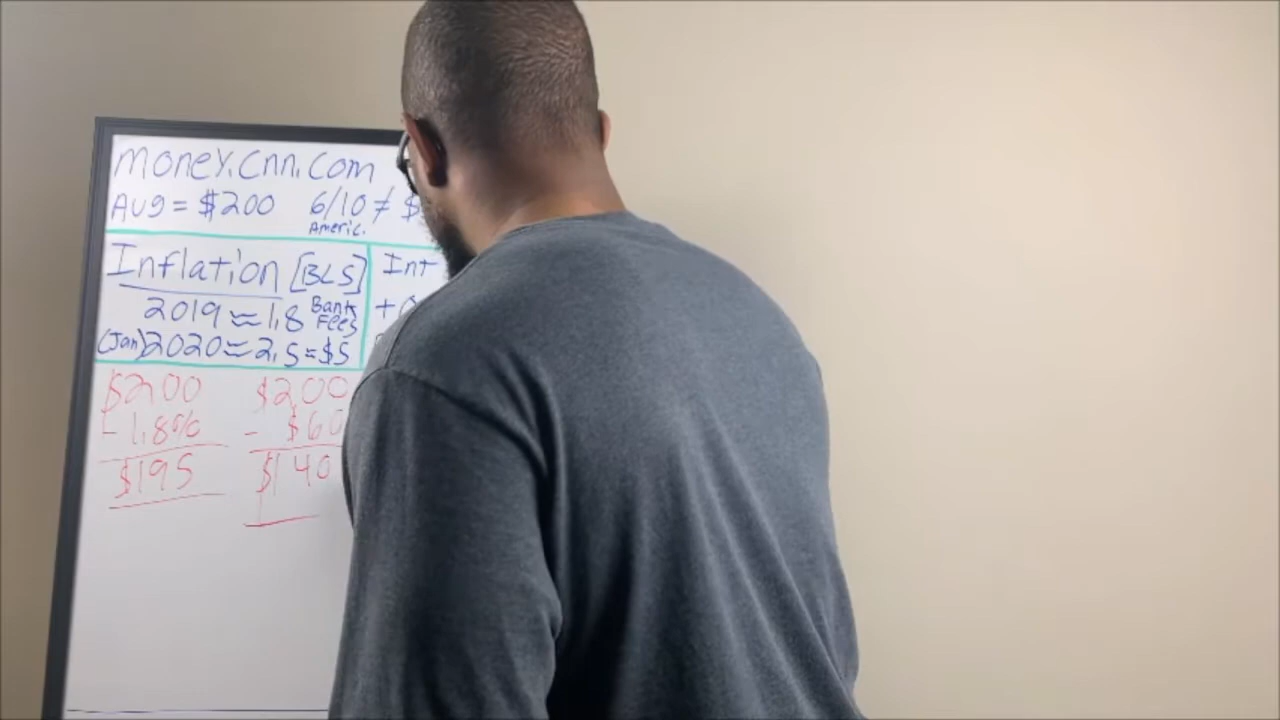 money.cnn.com
Aug = $200 6/10 ≠ $
Americ.
Inflation [BLS]
2019 ≈ 1.8 Bank Fees
(Jan) 2020 ≈ 2.5 = $5
Int
+
$200
- 1.8%
$195
$200
- $60
$140